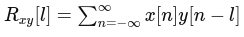 $R_{xy}[l] = \sum_{n=-\infty}^{\infty} x[n]y[n-l]$